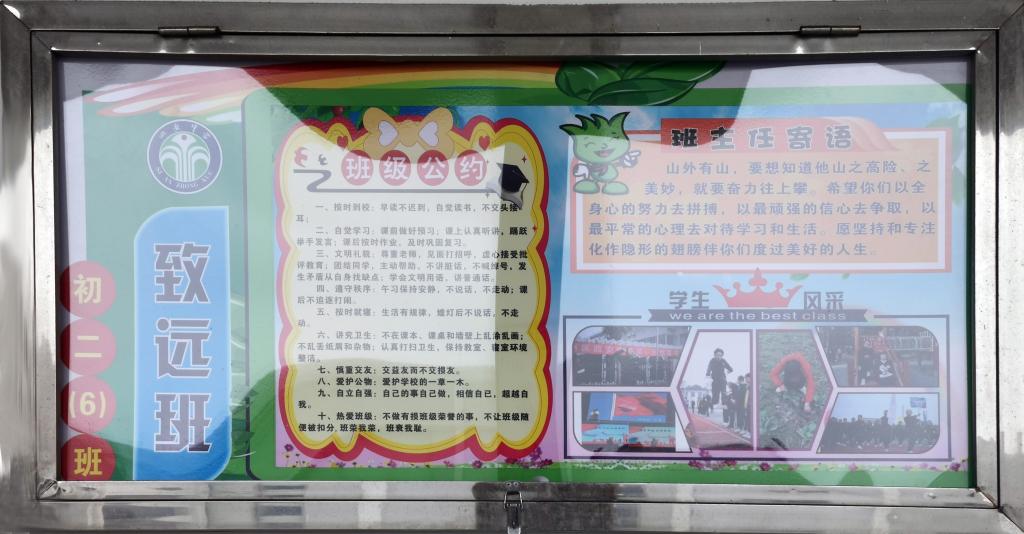 XI AN ZHONG XUE
致远班
初二(6)班
班级公约
一、按时到校：早读不迟到，自觉读书，不交头接
耳；
二、自觉学习：课前做好预习；课上认真听讲，踊跃
举手发言；课后按时作业，及时巩固复习。
三、文明礼貌：尊重老师，见面打招呼，虚心接受批
评教育；团结同学，主动帮助，不讲脏话，不喊绰号，发
生矛盾从自身找缺点；学会文明用语，讲普通话。
四、遵守秩序：午习保持安静，不说话，不走动；课
后不追逐打闹。
五、按时就寝：生活有规律，熄灯后不说话，不走
动。
六、讲究卫生：不在课本、课桌和墙壁上乱涂乱画；
不乱丢纸屑和杂物；认真打扫卫生，保持教室、寝室环境
整洁。
七、慎重交友：交益友而不交损友。
八、爱护公物：爱护学校的一草一木。
九、自立自强：自己的事自己做，相信自己，超越自
我。
十、热爱班级：不做有损班级荣誉的事，不让班级随
便被扣分，班荣我荣，班衰我耻。
班主任寄语
山外有山，要想知道他山之高险、之
美妙，就要奋力往上攀。希望你们以全
身心的努力去拼搏，以最顽强的信心去争取，以
最平常的心理去对待学习和生活。愿坚持和专注
化作隐形的翅膀伴你们度过美好的人生。
学生风采
we are the best class